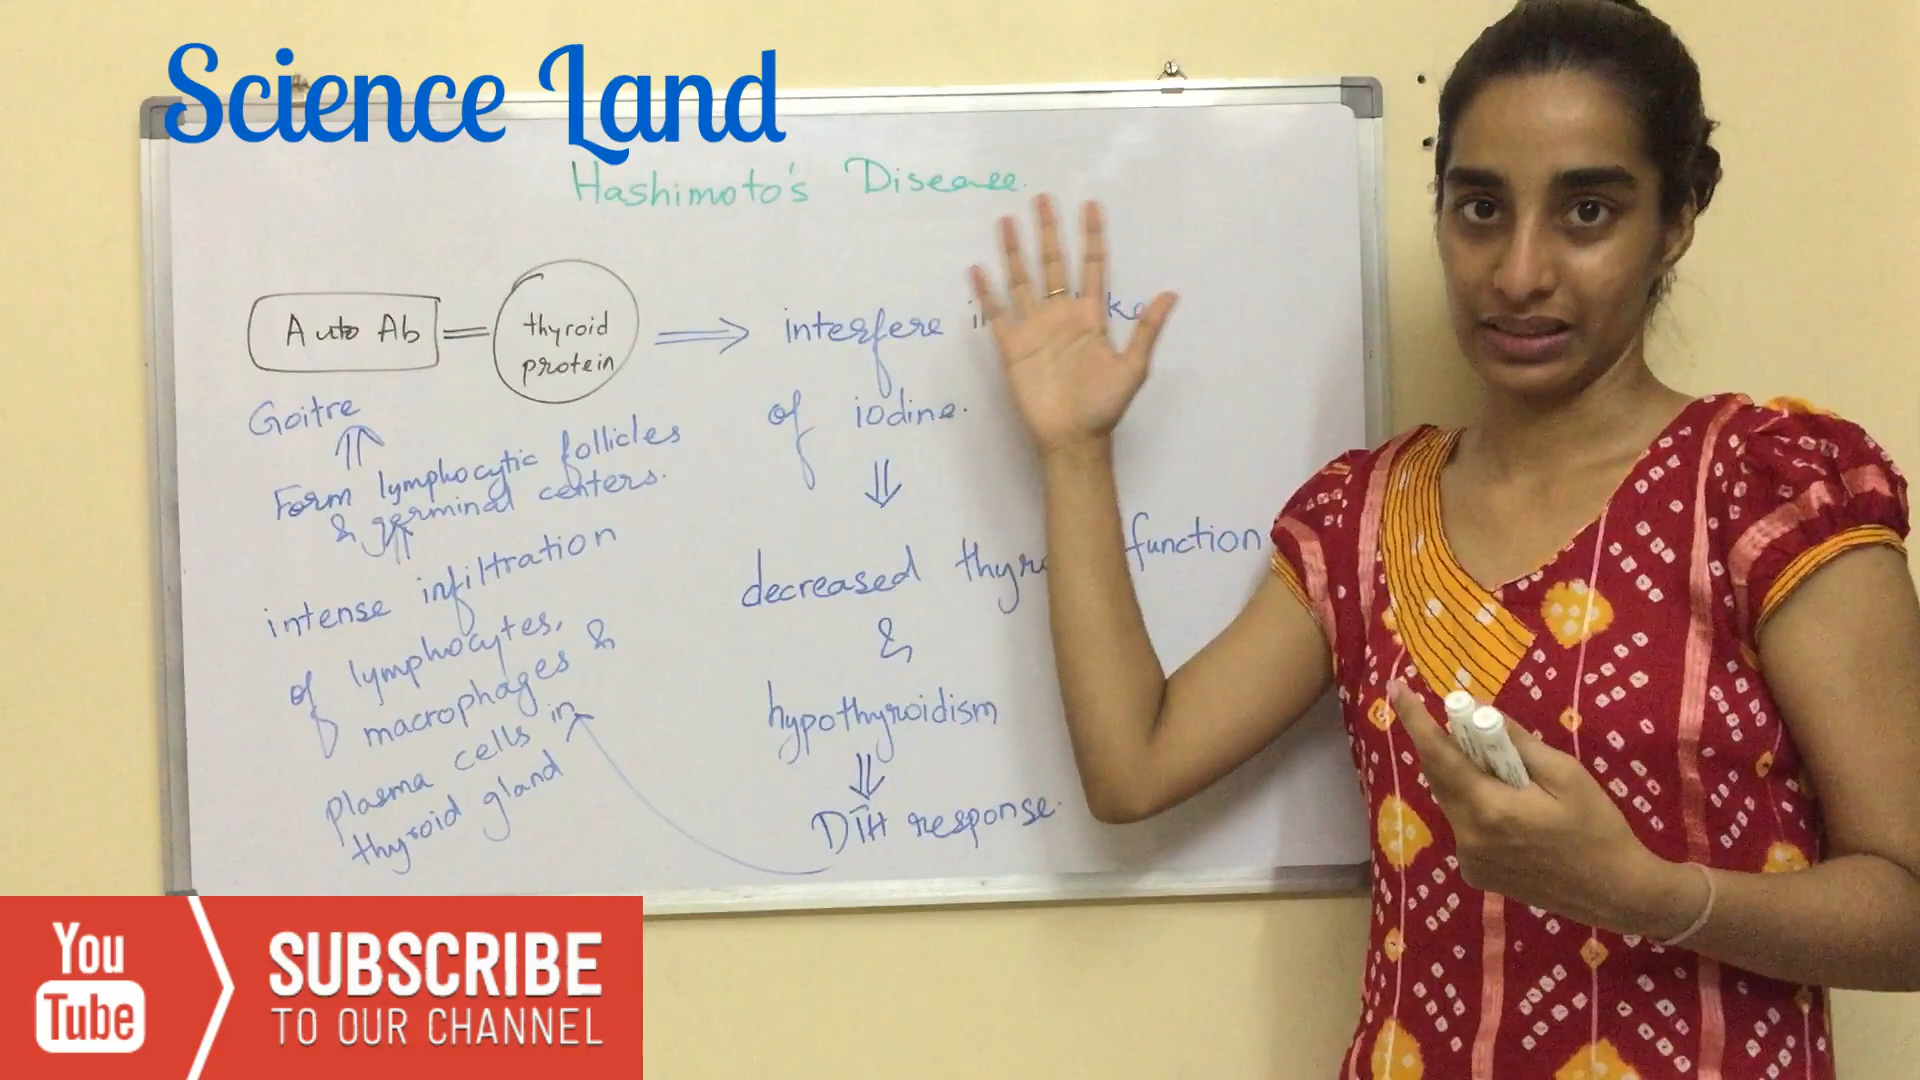 Science Land
Hashimoto's Disease.
Auto Ab
thyroid
protein
interfere
of iodine.
decreased function
&
hypothyroidism
DTH response.
intense infiltration
of lymphocytes,
macrophages &
plasma cells in
thyroid gland
Form lymphocytic follicles
& germinal centers.
Goitre
You
Tube
SUBSCRIBE
TO OUR CHANNEL